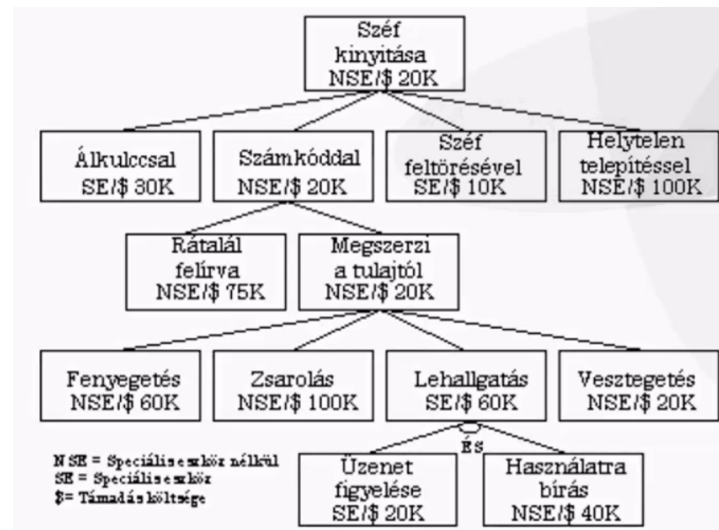 Széf
kinyitása
NSE/$ 20K
Álkulccsal
SE/$ 30K
Számkóddal
NSE/$ 20K
Széf
feltörésével
SE/$ 10K
Helytelen
telepítéssel
NSE/$ 100K
Rátalál
felírva
NSE/$ 75K
Megszerzi
a tulajtól
NSE/$ 20K
Fenyegetés
NSE/$ 60K
Zsarolás
NSE/$ 100K
Lehallgatás
SE/$ 60K
Vesztegetés
NSE/$ 20K
ÉS
Üzenet
figyelése
SE/$ 20K
Használatra
bírás
NSE/$ 40K
NSE = Speciális eszköz nélkül
SE = Speciális eszköz
$= Támadás költsége